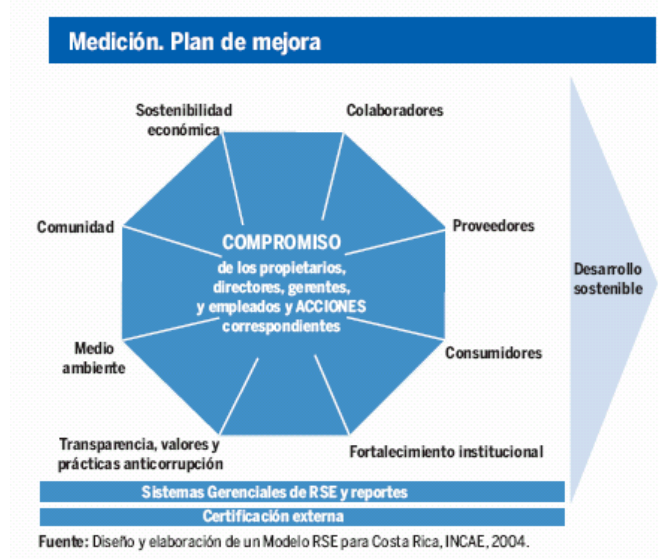 Medición. Plan de mejora
Sostenibilidad
económica
Colaboradores
Comunidad
Proveedores
COMPROMISO
de los propietarios,
directores, gerentes,
y empleados y ACCIONES
correspondientes
Desarrollo
sostenible
Medio
ambiente
Consumidores
Transparencia, valores y
prácticas anticorrupción
Fortalecimiento institucional
Sistemas Gerenciales de RSE y reportes
Certificación externa
Fuente: Diseño y elaboración de un Modelo RSE para Costa Rica, INCAE, 2004.